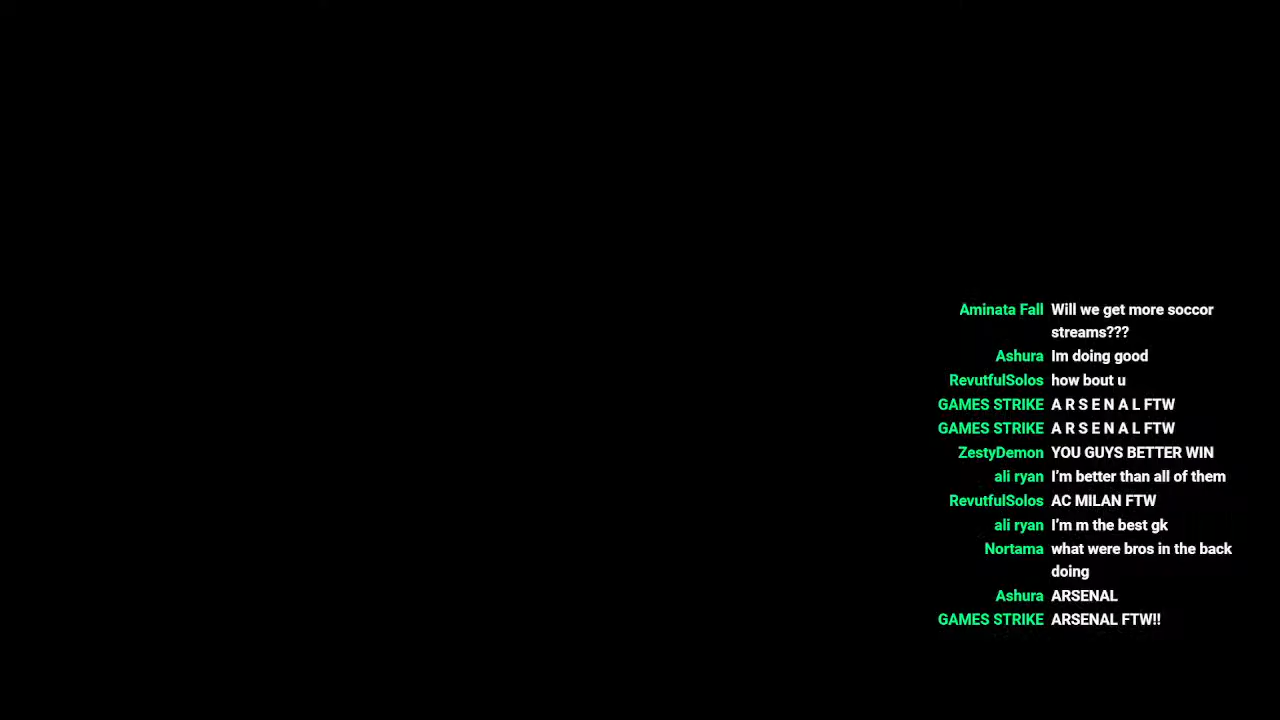 Aminata Fall Will we get more soccor
streams???
Ashura Im doing good
RevutfulSolos how bout u
GAMES STRIKE A R S E N A L FTW
GAMES STRIKE A R S E N A L FTW
ZestyDemon YOU GUYS BETTER WIN
ali ryan I'm better than all of them
RevutfulSolos AC MILAN FTW
ali ryan I'm m the best gk
Nortama what were bros in the back
doing
Ashura ARSENAL
GAMES STRIKE ARSENAL FTW!!